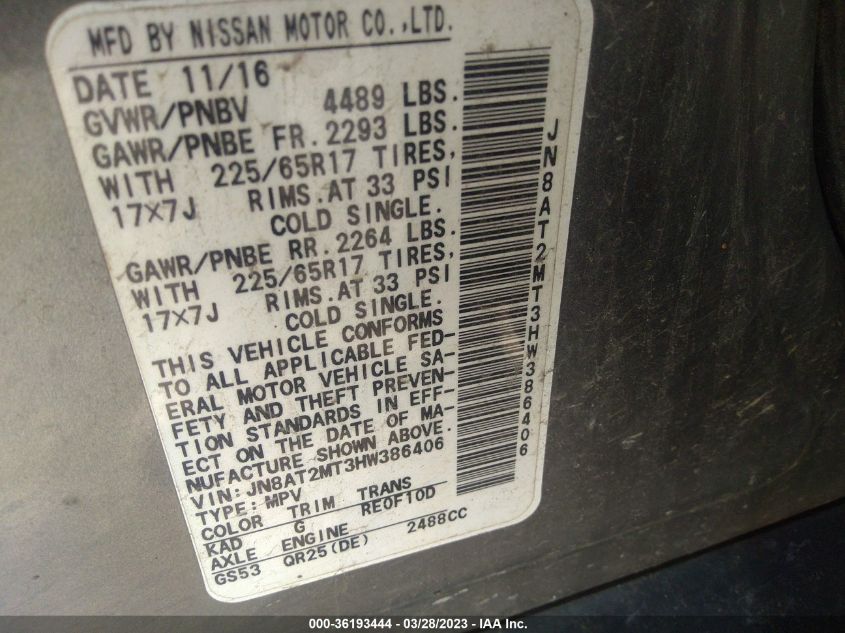 MFD BY NISSAN MOTOR CO.,LTD.
DATE 11/16
GVWR/PNBV 4489 LBS.
GAWR/PNBE FR. 2293 LBS.
WITH 225/65R17 TIRES,
17X7J RIMS.AT 33 PSI
COLD SINGLE.
GAWR/PNBE RR. 2264 LBS.
WITH 225/65R17 TIRES,
17X7J RIMS.AT 33 PSI
COLD SINGLE.
THIS VEHICLE CONFORMS
TO ALL APPLICABLE FED-
ERAL MOTOR VEHICLE SA-
FETY AND THEFT PREVEN-
TION STANDARDS IN EFF-
ECT ON THE DATE OF MA-
NUFACTURE SHOWN ABOVE.
VIN:JN8AT2MT3HW386406
TYPE:MPV
COLOR TRIM TRANS
KAD G RE0F10D
AXLE ENGINE
GS53 QR25(DE) 2488CC
JN8AT2MT3HW386406
000-36193444 - 03/28/2023 - IAA Inc.